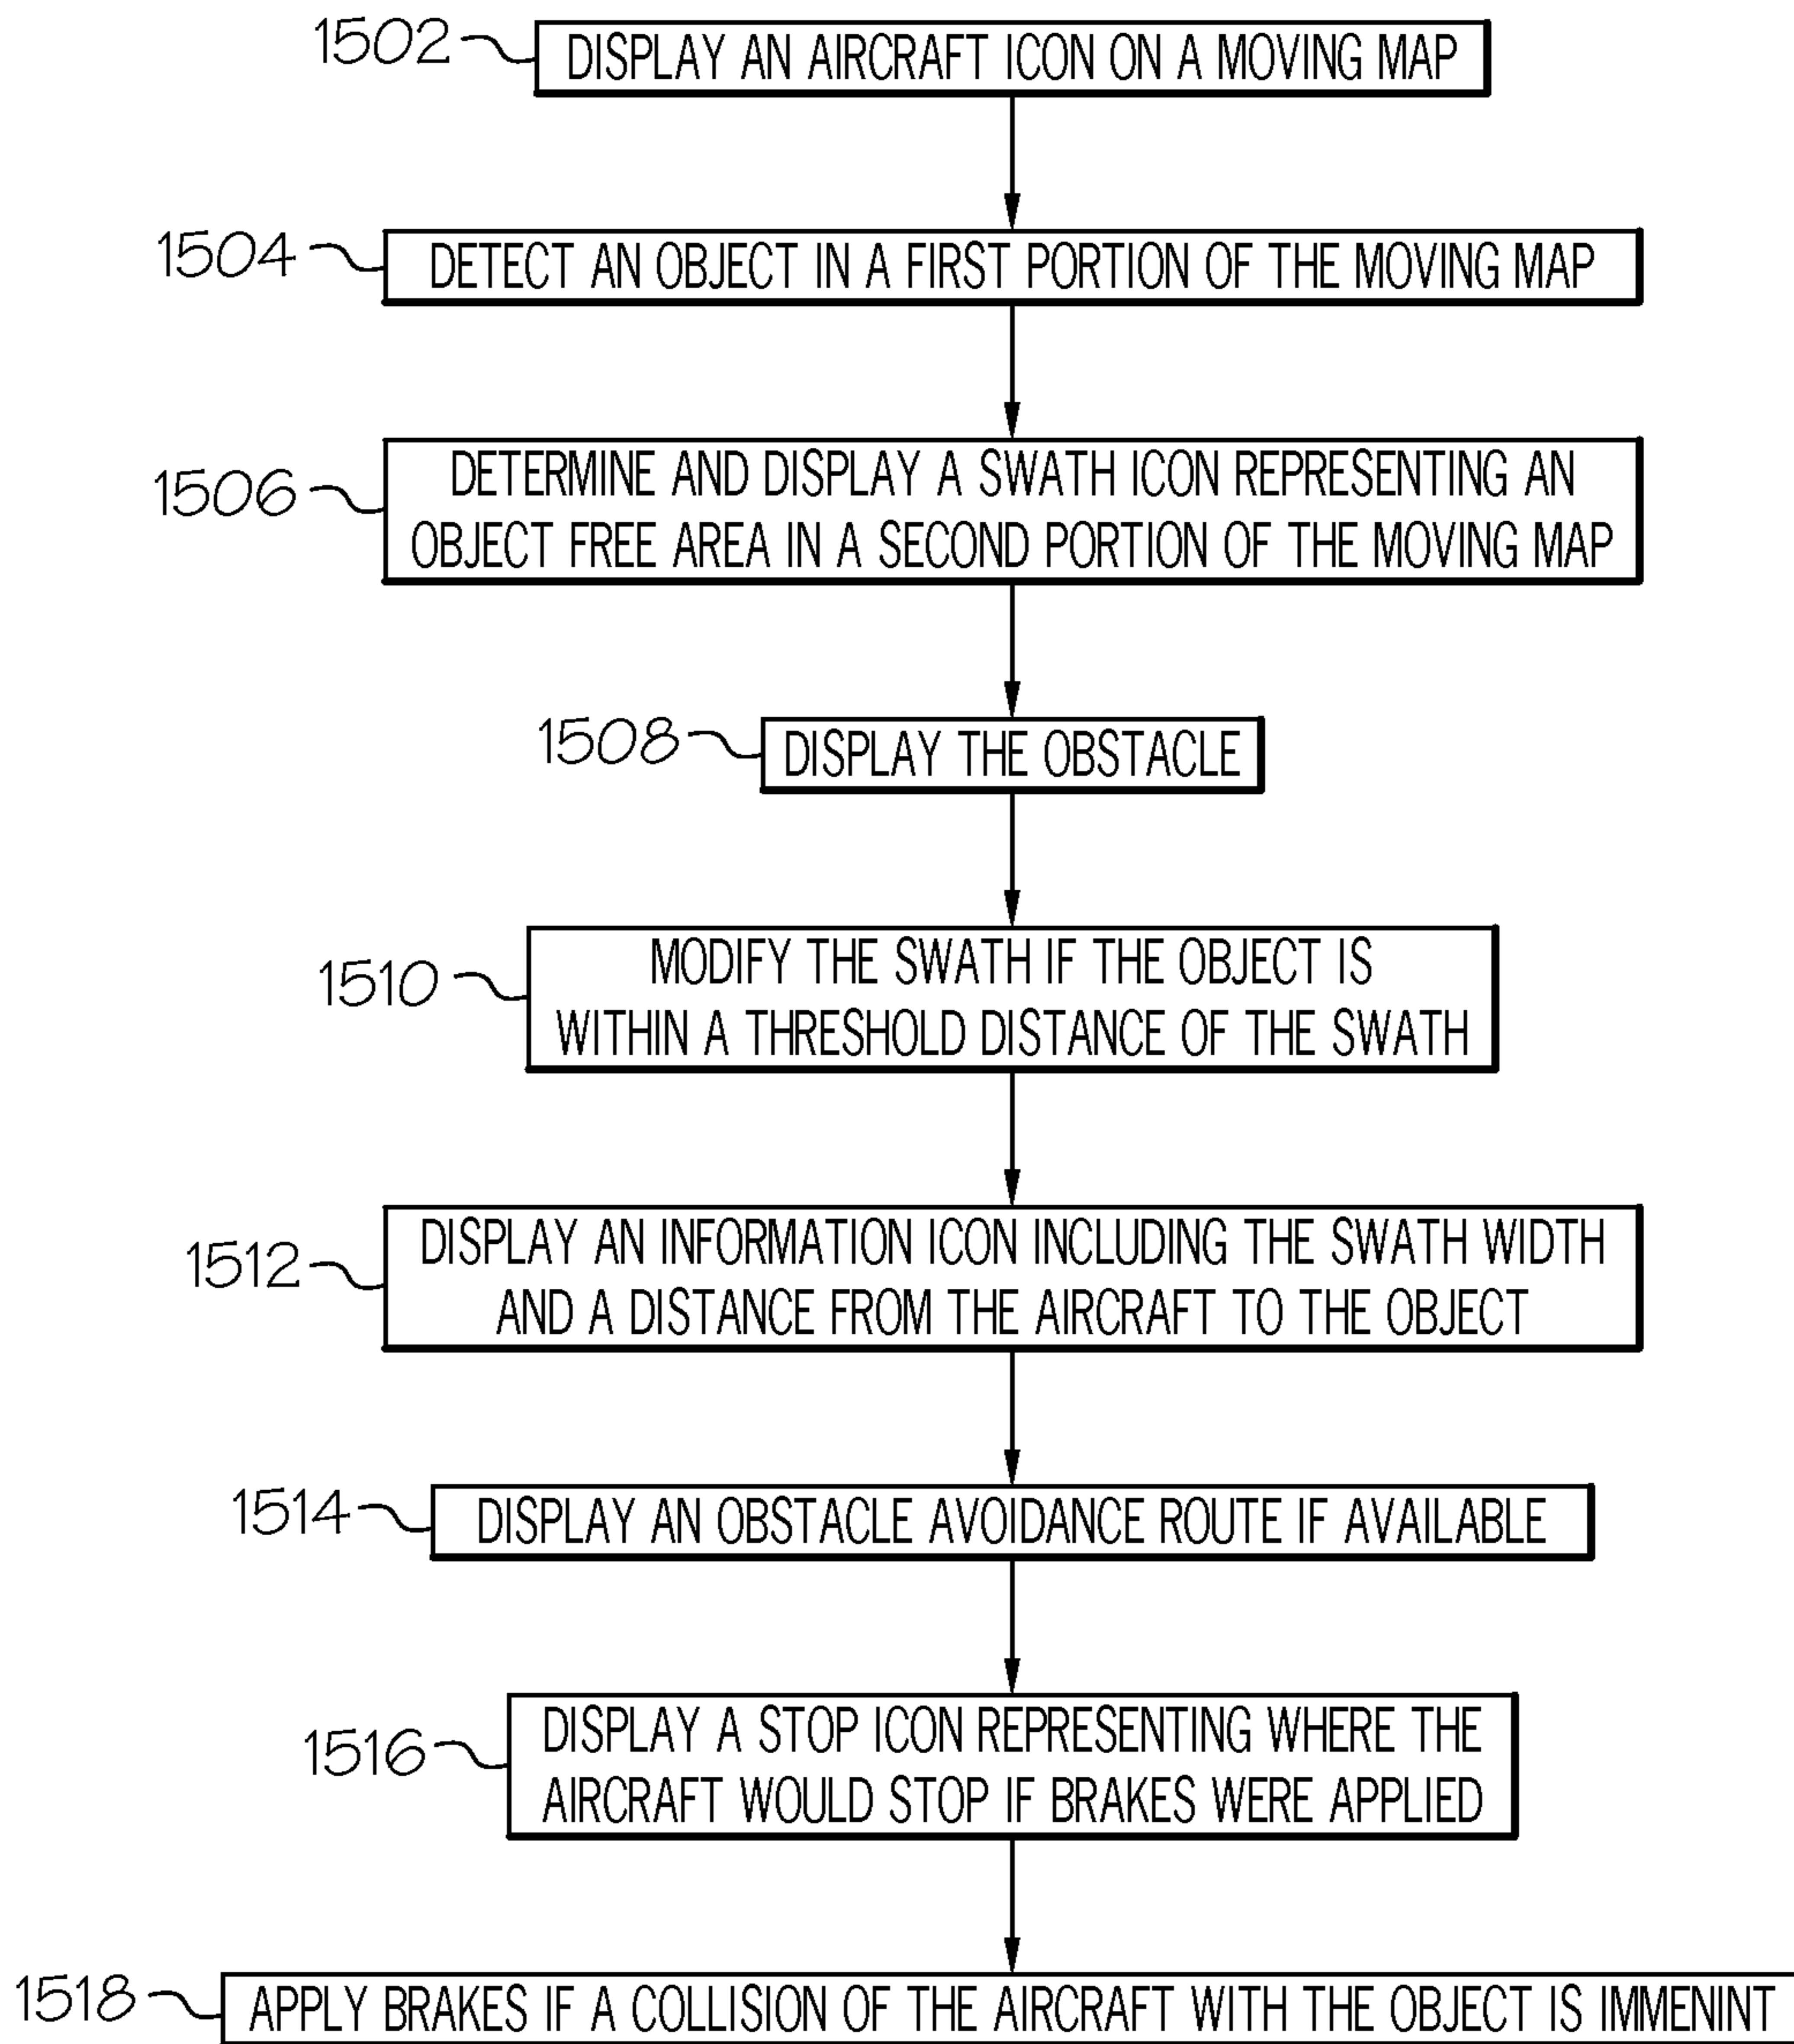 1502
DISPLAY AN AIRCRAFT ICON ON A MOVING MAP
1504
DETECT AN OBJECT IN A FIRST PORTION OF THE MOVING MAP
1506
DETERMINE AND DISPLAY A SWATH ICON REPRESENTING AN
OBJECT FREE AREA IN A SECOND PORTION OF THE MOVING MAP
1508
DISPLAY THE OBSTACLE
1510
MODIFY THE SWATH IF THE OBJECT IS
WITHIN A THRESHOLD DISTANCE OF THE SWATH
1512
DISPLAY AN INFORMATION ICON INCLUDING THE SWATH WIDTH
AND A DISTANCE FROM THE AIRCRAFT TO THE OBJECT
1514
DISPLAY AN OBSTACLE AVOIDANCE ROUTE IF AVAILABLE
1516
DISPLAY A STOP ICON REPRESENTING WHERE THE
AIRCRAFT WOULD STOP IF BRAKES WERE APPLIED
1518
APPLY BRAKES IF A COLLISION OF THE AIRCRAFT WITH THE OBJECT IS IMMENINT